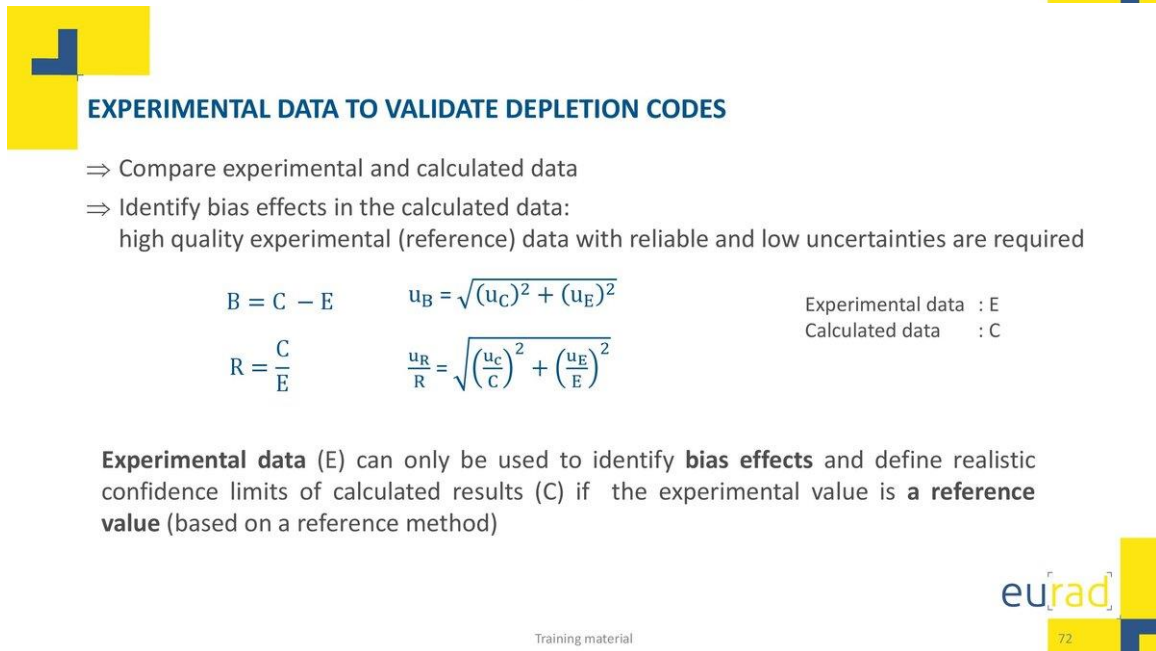 EXPERIMENTAL DATA TO VALIDATE DEPLETION CODES
⇒ Compare experimental and calculated data
⇒ Identify bias effects in the calculated data:
high quality experimental (reference) data with reliable and low uncertainties are required
B = C − E
u_B = √((u_C)² + (u_E)²)
Experimental data : E
Calculated data : C
R = C/E
u_R/R = √((u_c/C)² + (u_E/E)²)
Experimental data (E) can only be used to identify bias effects and define realistic
confidence limits of calculated results (C) if the experimental value is a reference
value (based on a reference method)
eurad
Training material
72